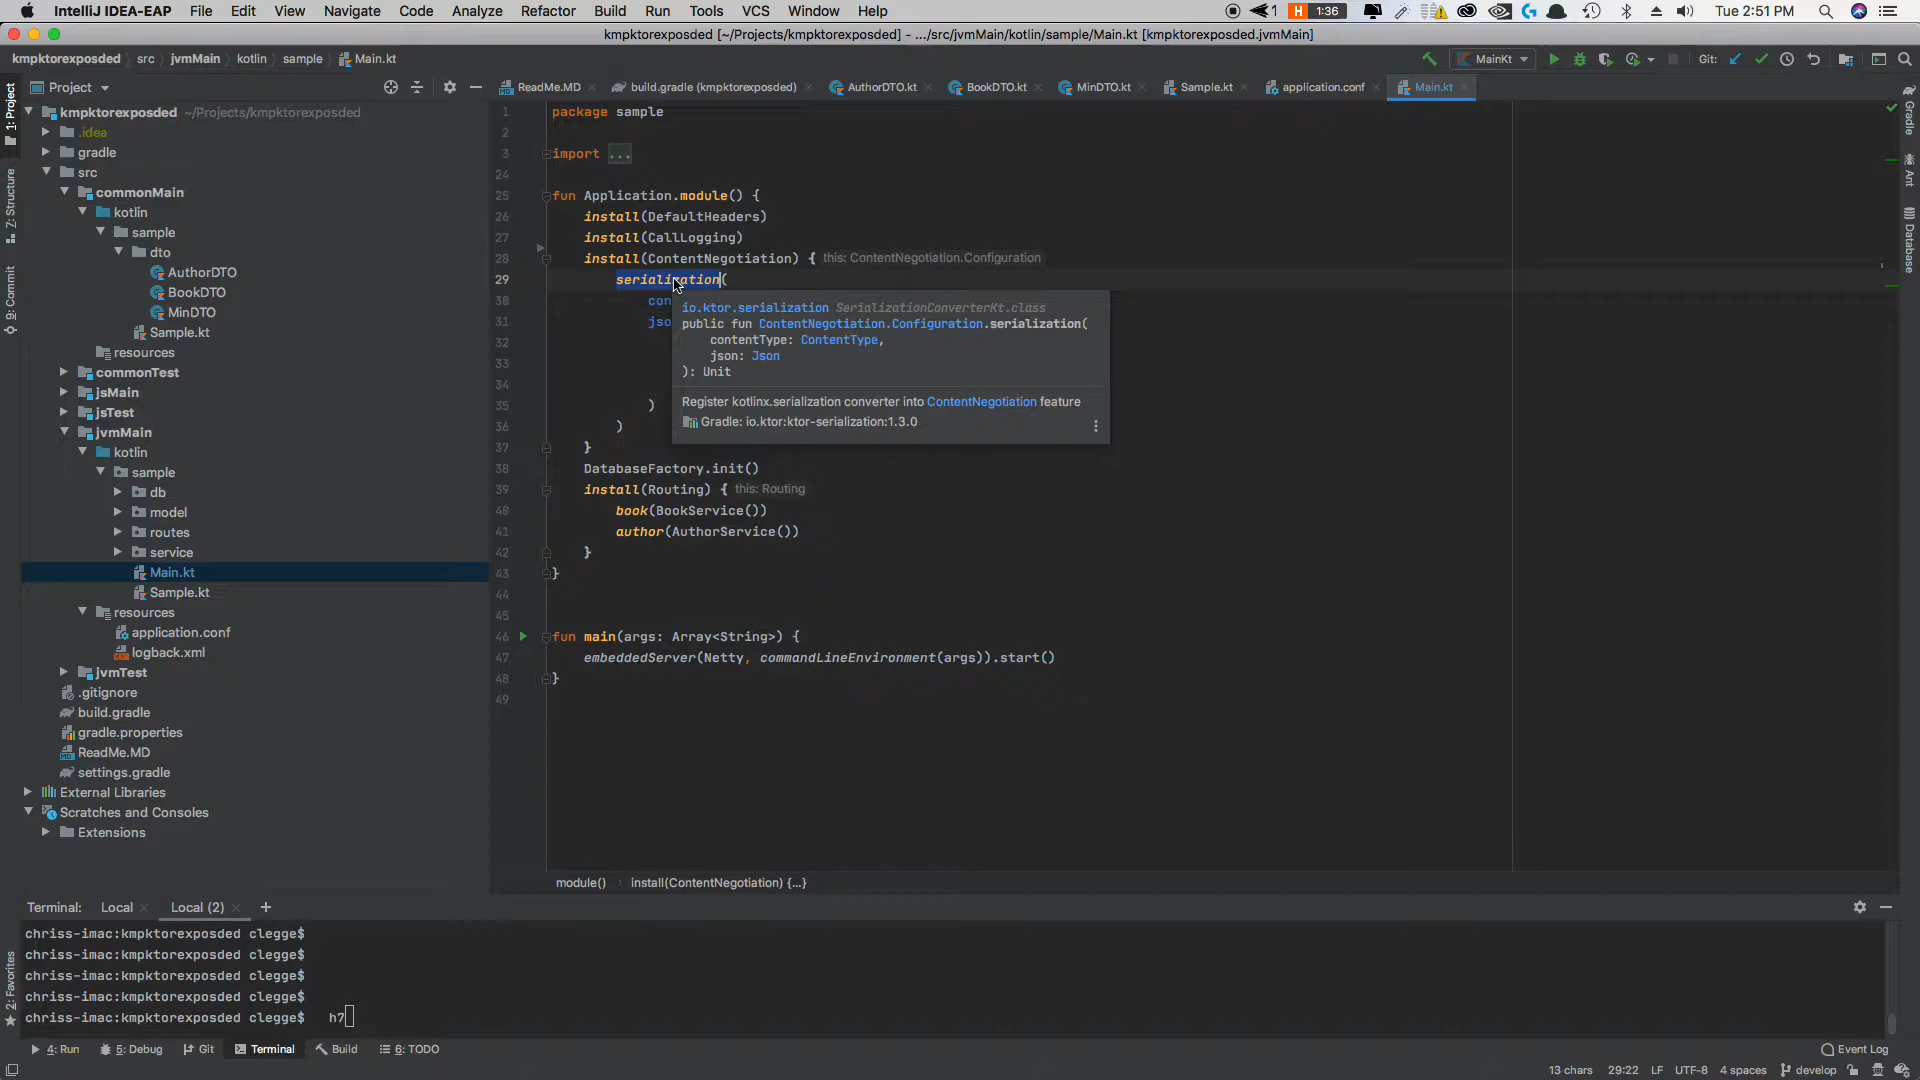 IntelliJ IDEA-EAP File Edit View Navigate Code Analyze Refactor Build Run Tools VCS Window Help 1 H 1:36 Tue 2:51 PM
kmpktorexposded [~/Projects/kmpktorexposded] - .../src/jvmMain/kotlin/sample/Main.kt [kmpktorexposded.jvmMain]
kmpktorexposded src jvmMain kotlin sample Main.kt MainKt Git:
Project ReadMe.MD build.gradle (kmpktorexposded) AuthorDTO.kt BookDTO.kt MinDTO.kt Sample.kt application.conf Main.kt
1: Project
Z: Structure
9: Commit
2: Favorites
kmpktorexposded ~/Projects/kmpktorexposded
.idea
gradle
src
commonMain
kotlin
sample
dto
AuthorDTO
BookDTO
MinDTO
Sample.kt
resources
commonTest
jsMain
jsTest
jvmMain
kotlin
sample
db
model
routes
service
Main.kt
Sample.kt
resources
application.conf
logback.xml
jvmTest
.gitignore
build.gradle
gradle.properties
ReadMe.MD
settings.gradle
External Libraries
Scratches and Consoles
Extensions
1 package sample
2
3 import ...
24
25 fun Application.module() {
26 install(DefaultHeaders)
27 install(CallLogging)
28 install(ContentNegotiation) { this: ContentNegotiation.Configuration
29 serialization(
30 con
31 jso
32
33
34
35 )
36 )
37 }
38 DatabaseFactory.init()
39 install(Routing) { this: Routing
40 book(BookService())
41 author(AuthorService())
42 }
43 }
44
45
46 fun main(args: Array<String>) {
47 embeddedServer(Netty, commandLineEnvironment(args)).start()
48 }
49
io.ktor.serialization SerializationConverterKt.class
public fun ContentNegotiation.Configuration.serialization(
contentType: ContentType,
json: Json
): Unit
Register kotlinx.serialization converter into ContentNegotiation feature
Gradle: io.ktor:ktor-serialization:1.3.0
Gradle
Ant
Database
module() install(ContentNegotiation) {...}
Terminal: Local Local (2) +
chriss-imac:kmpktorexposded clegge$
chriss-imac:kmpktorexposded clegge$
chriss-imac:kmpktorexposded clegge$
chriss-imac:kmpktorexposded clegge$
chriss-imac:kmpktorexposded clegge$ h7
4: Run 5: Debug Git Terminal Build 6: TODO Event Log
13 chars 29:22 LF UTF-8 4 spaces develop